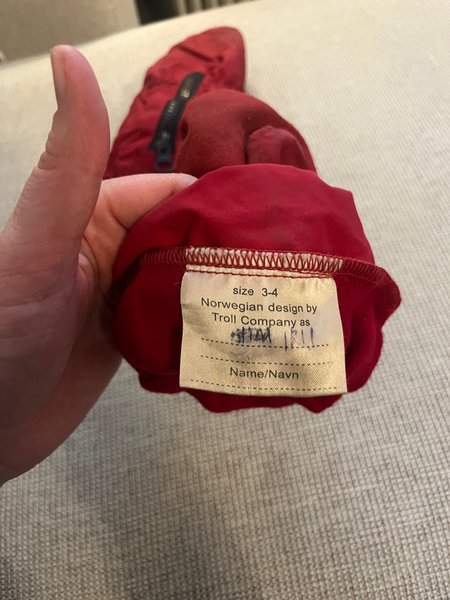 size 3-4
Norwegian design by
Troll Company as
Name/Navn